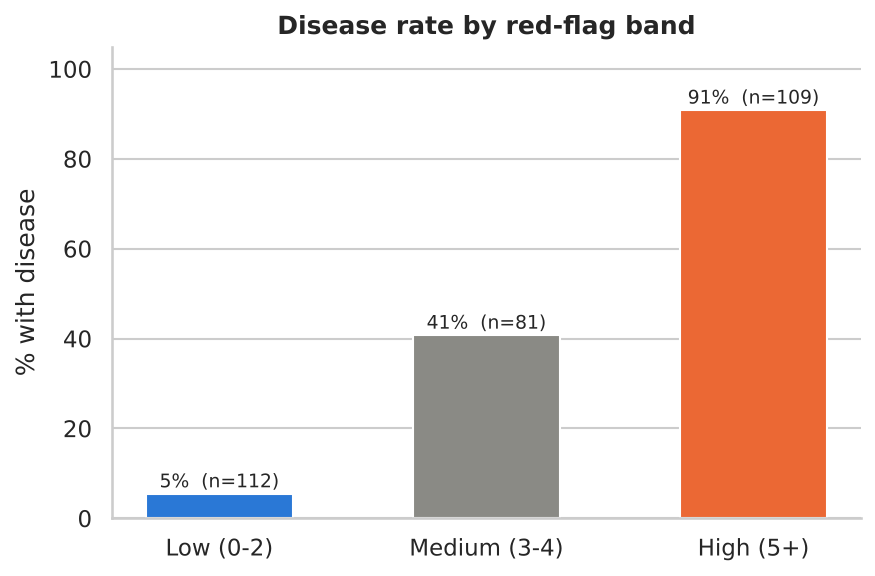 Disease rate by red-flag band
% with disease
100
80
60
40
20
0
5%  (n=112)
41%  (n=81)
91%  (n=109)
Low (0-2)
Medium (3-4)
High (5+)